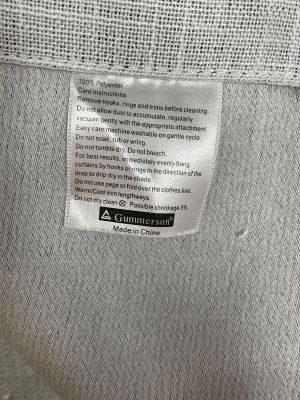 100% Polyester
Care Instructions
Remove hooks, rings and trims before cleaning.
Do not allow dust to accumulate, regularly
vacuum gently with the appropriate attachment.
Easy care machine washable on gentle cycle.
Do not soak, rub or wring.
Do not tumble dry. Do not bleach.
For best results, immediately evenly hang
certains by hooks or rings in the direction of the
drop to drip dry in the shade.
Do not use pegs or fold over the clothes line.
Warm/Cool iron lengthways.
Do not dry clean Ⓧ Possible shrinkage 3%
Gummerson®
Made in China